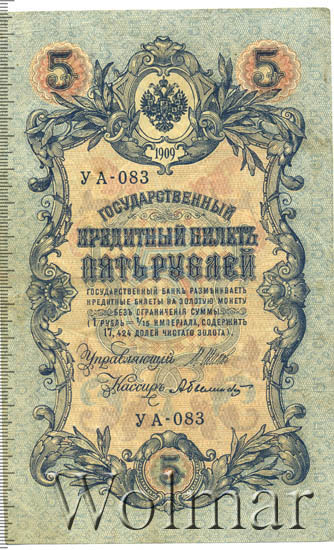 5 5
1909
УА-083
ГОСУДАРСТВЕННЫЙ
КРЕДИТНЫЙ БИЛЕТЪ
ПЯТЬ РУБЛЕЙ
ГОСУДАРСТВЕННЫЙ БАНКЪ РАЗМѢНИВАЕТЪ
КРЕДИТНЫЕ БИЛЕТЫ НА ЗОЛОТУЮ МОНЕТУ
БЕЗЪ ОГРАНИЧЕНІЯ СУММЫ
(1 РУБЛЬ = 1/15 ИМПЕРІАЛА, СОДЕРЖИТЪ
17,424 ДОЛЕЙ ЧИСТАГО ЗОЛОТА).
Управляющій
Кассиръ
УА-083
5
Wolmar